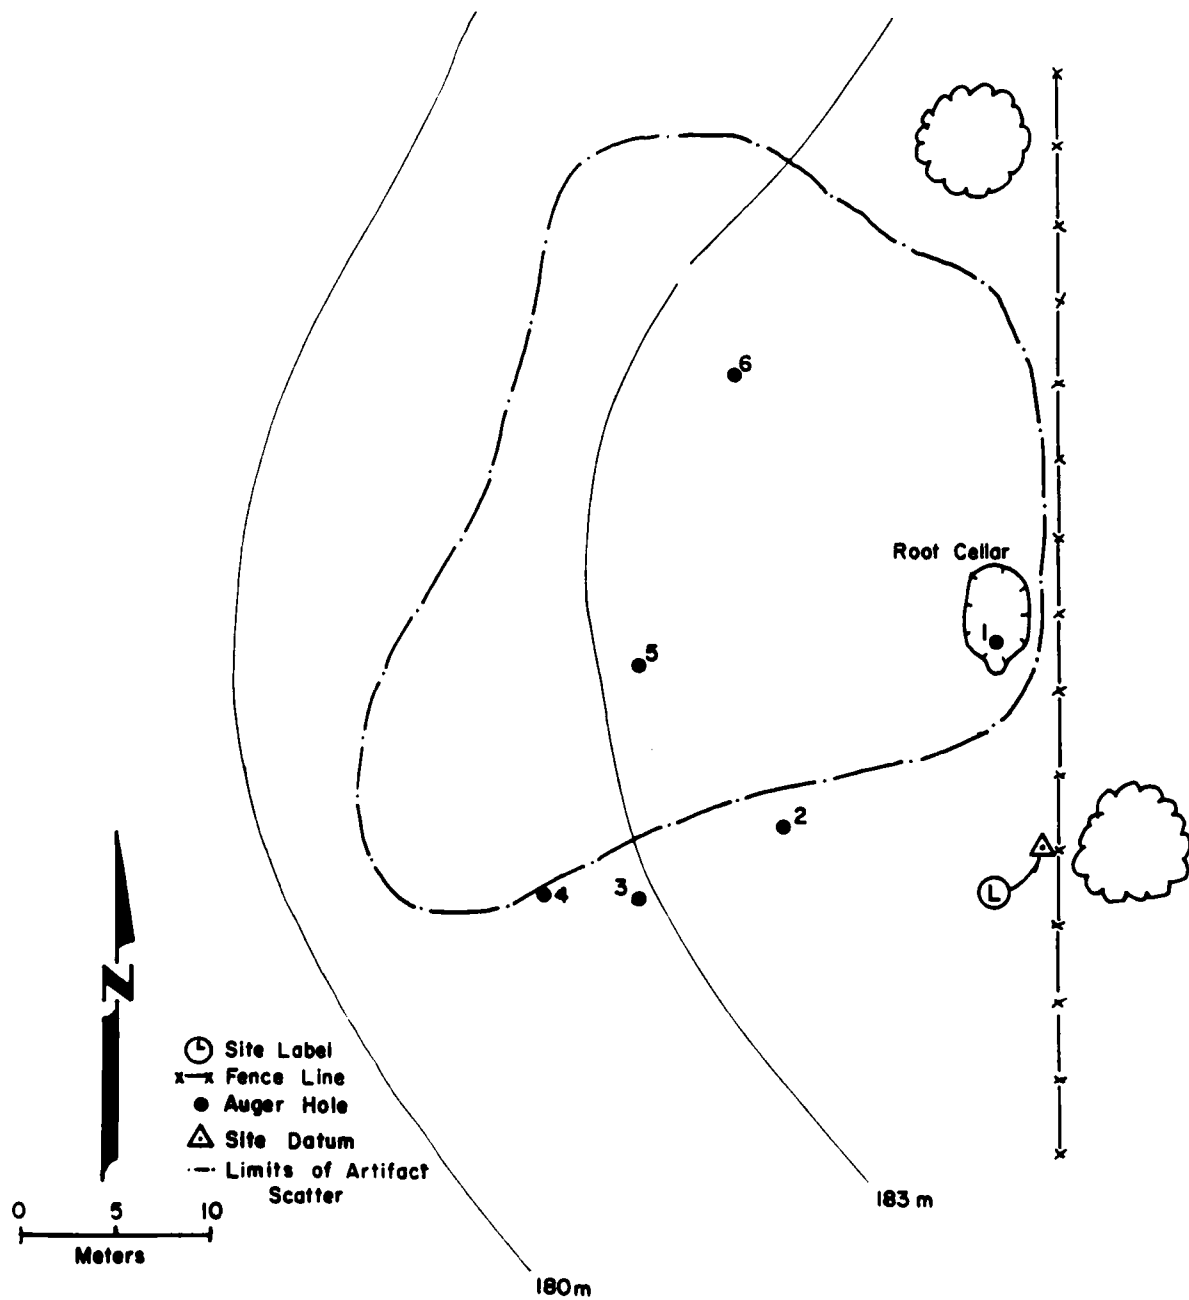 6
Root Cellar
1
5
2
4
3
L
N
L Site Label
x—x Fence Line
Auger Hole
Site Datum
Limits of Artifact
Scatter
183 m
0 5 10
Meters
180m